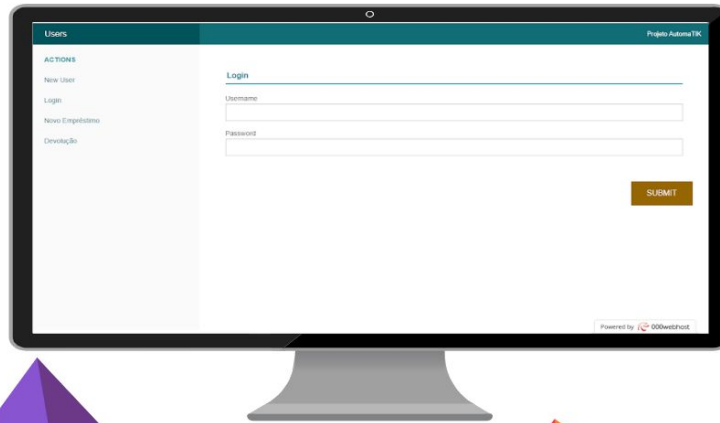 Users
Projeto AutomaTIK
ACTIONS
New User
Login
Novo Empréstimo
Devolução
Login
Username
Password
SUBMIT
Powered by 000webhost